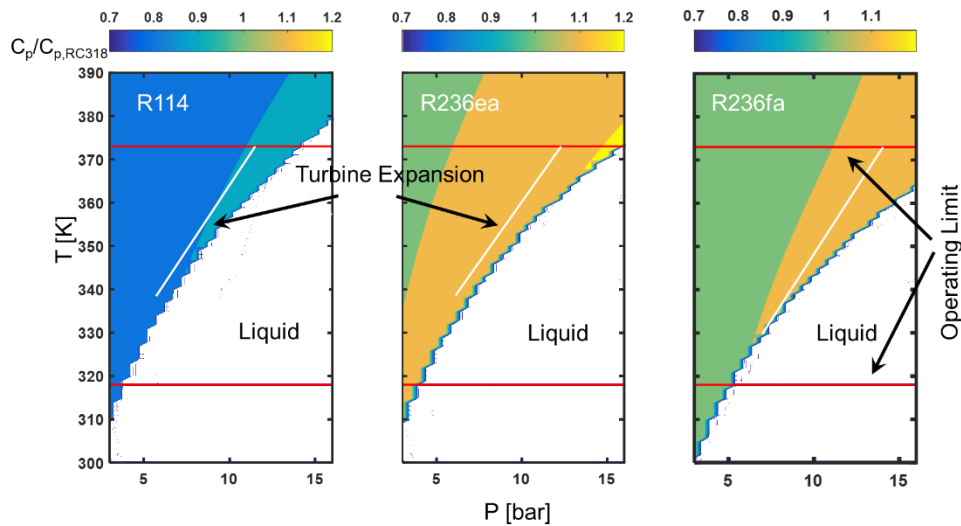 0.7 0.8 0.9 1 1.1 1.2 0.7 0.8 0.9 1 1.1 1.2 0.7 0.8 0.9 1 1.1
Cp/Cp,RC318
390 R114 R236ea R236fa
380
370
Turbine Expansion
360
T [K]
350
340
Operating Limit
330 Liquid Liquid Liquid
320
310
300
5 10 15 5 10 15 5 10 15
P [bar]